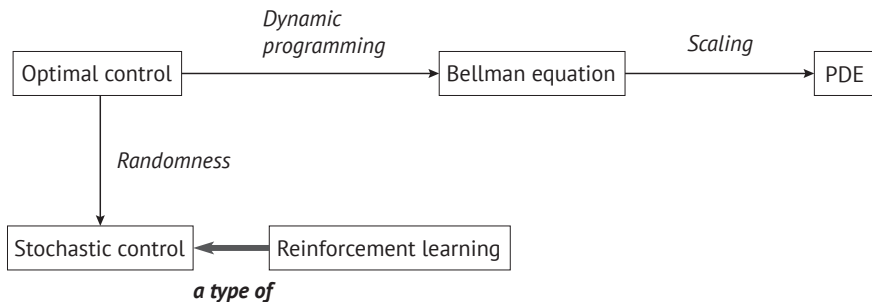 Dynamic
programming
Scaling
Optimal control
Bellman equation
PDE
Randomness
Stochastic control
Reinforcement learning
a type of